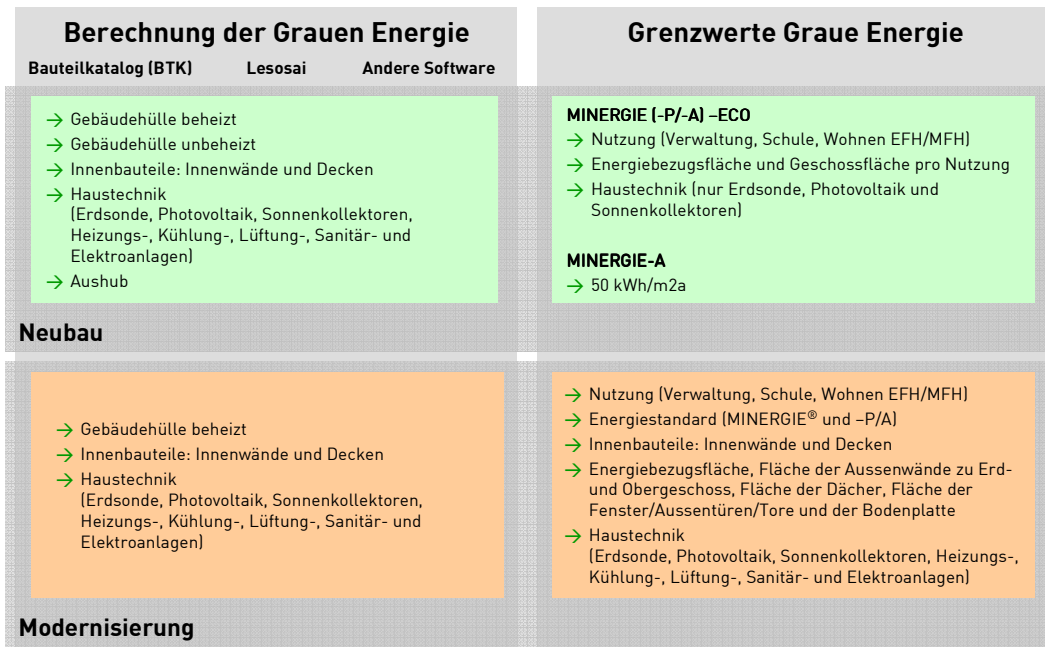 Berechnung der Grauen Energie
Bauteilkatalog (BTK) Lesosai Andere Software
→ Gebäudehülle beheizt
→ Gebäudehülle unbeheizt
→ Innenbauteile: Innenwände und Decken
→ Haustechnik
(Erdsonde, Photovoltaik, Sonnenkollektoren,
Heizungs-, Kühlung-, Lüftung-, Sanitär- und
Elektroanlagen)
→ Aushub
Grenzwerte Graue Energie
MINERGIE (-P/-A) –ECO
→ Nutzung (Verwaltung, Schule, Wohnen EFH/MFH)
→ Energiebezugsfläche und Geschossfläche pro Nutzung
→ Haustechnik (nur Erdsonde, Photovoltaik und
Sonnenkollektoren)
MINERGIE-A
→ 50 kWh/m2a
Neubau
→ Gebäudehülle beheizt
→ Innenbauteile: Innenwände und Decken
→ Haustechnik
(Erdsonde, Photovoltaik, Sonnenkollektoren,
Heizungs-, Kühlung-, Lüftung-, Sanitär- und
Elektroanlagen)
→ Nutzung (Verwaltung, Schule, Wohnen EFH/MFH)
→ Energiestandard (MINERGIE® und –P/A)
→ Innenbauteile: Innenwände und Decken
→ Energiebezugsfläche, Fläche der Aussenwände zu Erd-
und Obergeschoss, Fläche der Dächer, Fläche der
Fenster/Aussentüren/Tore und der Bodenplatte
→ Haustechnik
(Erdsonde, Photovoltaik, Sonnenkollektoren, Heizungs-,
Kühlung-, Lüftung-, Sanitär- und Elektroanlagen)
Modernisierung